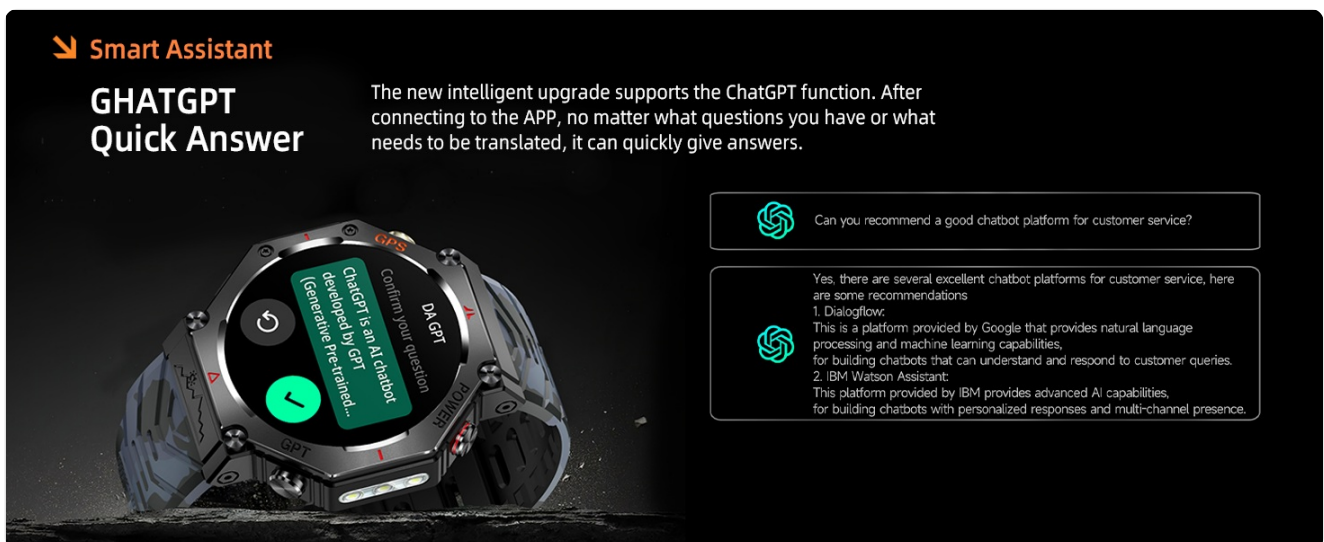 Smart Assistant
GHATGPT
Quick Answer
The new intelligent upgrade supports the ChatGPT function. After
connecting to the APP, no matter what questions you have or what
needs to be translated, it can quickly give answers.
Can you recommend a good chatbot platform for customer service?
Yes, there are several excellent chatbot platforms for customer service, here
are some recommendations
1. Dialogflow:
This is a platform provided by Google that provides natural language
processing and machine learning capabilities,
for building chatbots that can understand and respond to customer queries.
2. IBM Watson Assistant:
This platform provided by IBM provides advanced AI capabilities,
for building chatbots with personalized responses and multi-channel presence.
GPS
DA GPT
Confirm your question
ChatGPT is an AI chatbot
developed by GPT
(Generative Pre-trained...
POWER
GPT